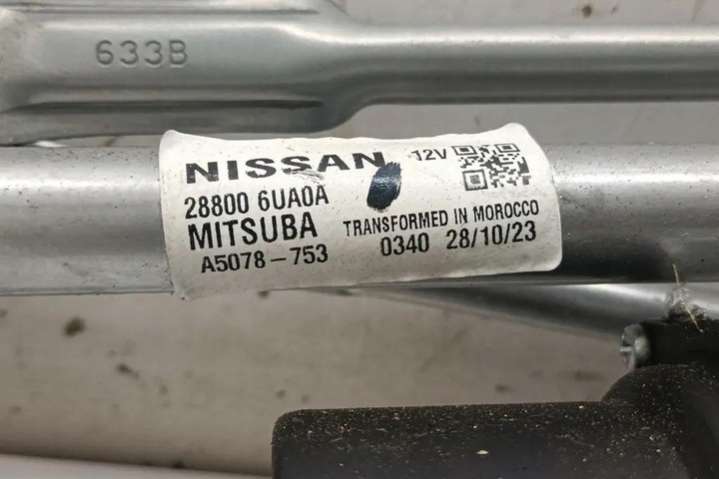 633B
NISSAN 12V
28800 6UA0A
MITSUBA TRANSFORMED IN MOROCCO
A5078-753 0340 28/10/23